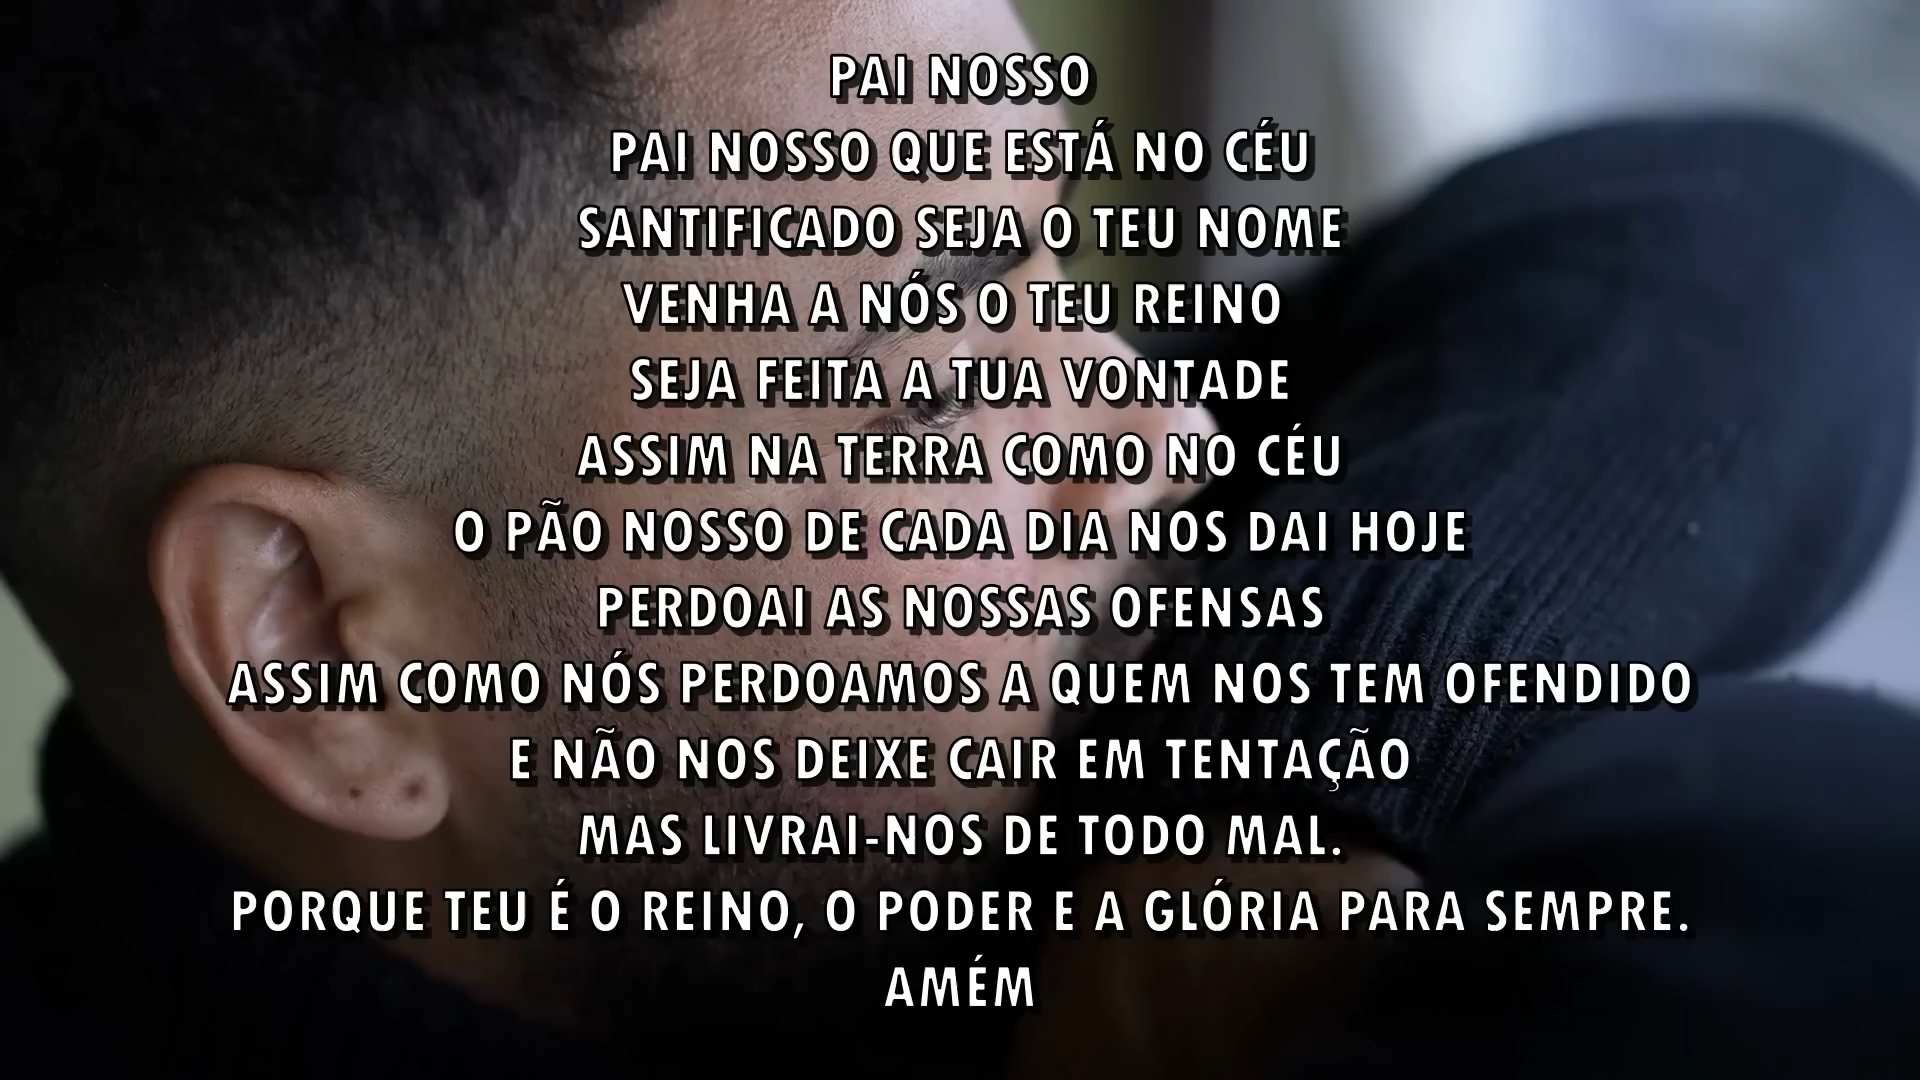 PAI NOSSO
PAI NOSSO QUE ESTÁ NO CÉU
SANTIFICADO SEJA O TEU NOME
VENHA A NÓS O TEU REINO
SEJA FEITA A TUA VONTADE
ASSIM NA TERRA COMO NO CÉU
O PÃO NOSSO DE CADA DIA NOS DAI HOJE
PERDOAI AS NOSSAS OFENSAS
ASSIM COMO NÓS PERDOAMOS A QUEM NOS TEM OFENDIDO
E NÃO NOS DEIXE CAIR EM TENTAÇÃO
MAS LIVRAI-NOS DE TODO MAL.
PORQUE TEU É O REINO, O PODER E A GLÓRIA PARA SEMPRE.
AMÉM